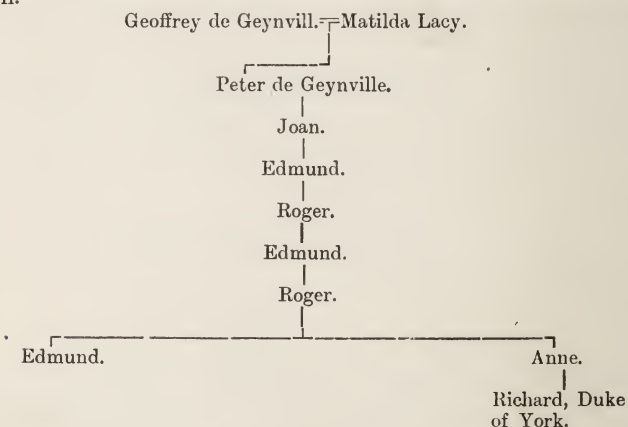 Geoffrey de Geynvill.=Matilda Lacy.
Peter de Geynville.
Joan.
Edmund.
Roger.
Edmund.
Roger.
Edmund. Anne.
Richard, Duke
of York.